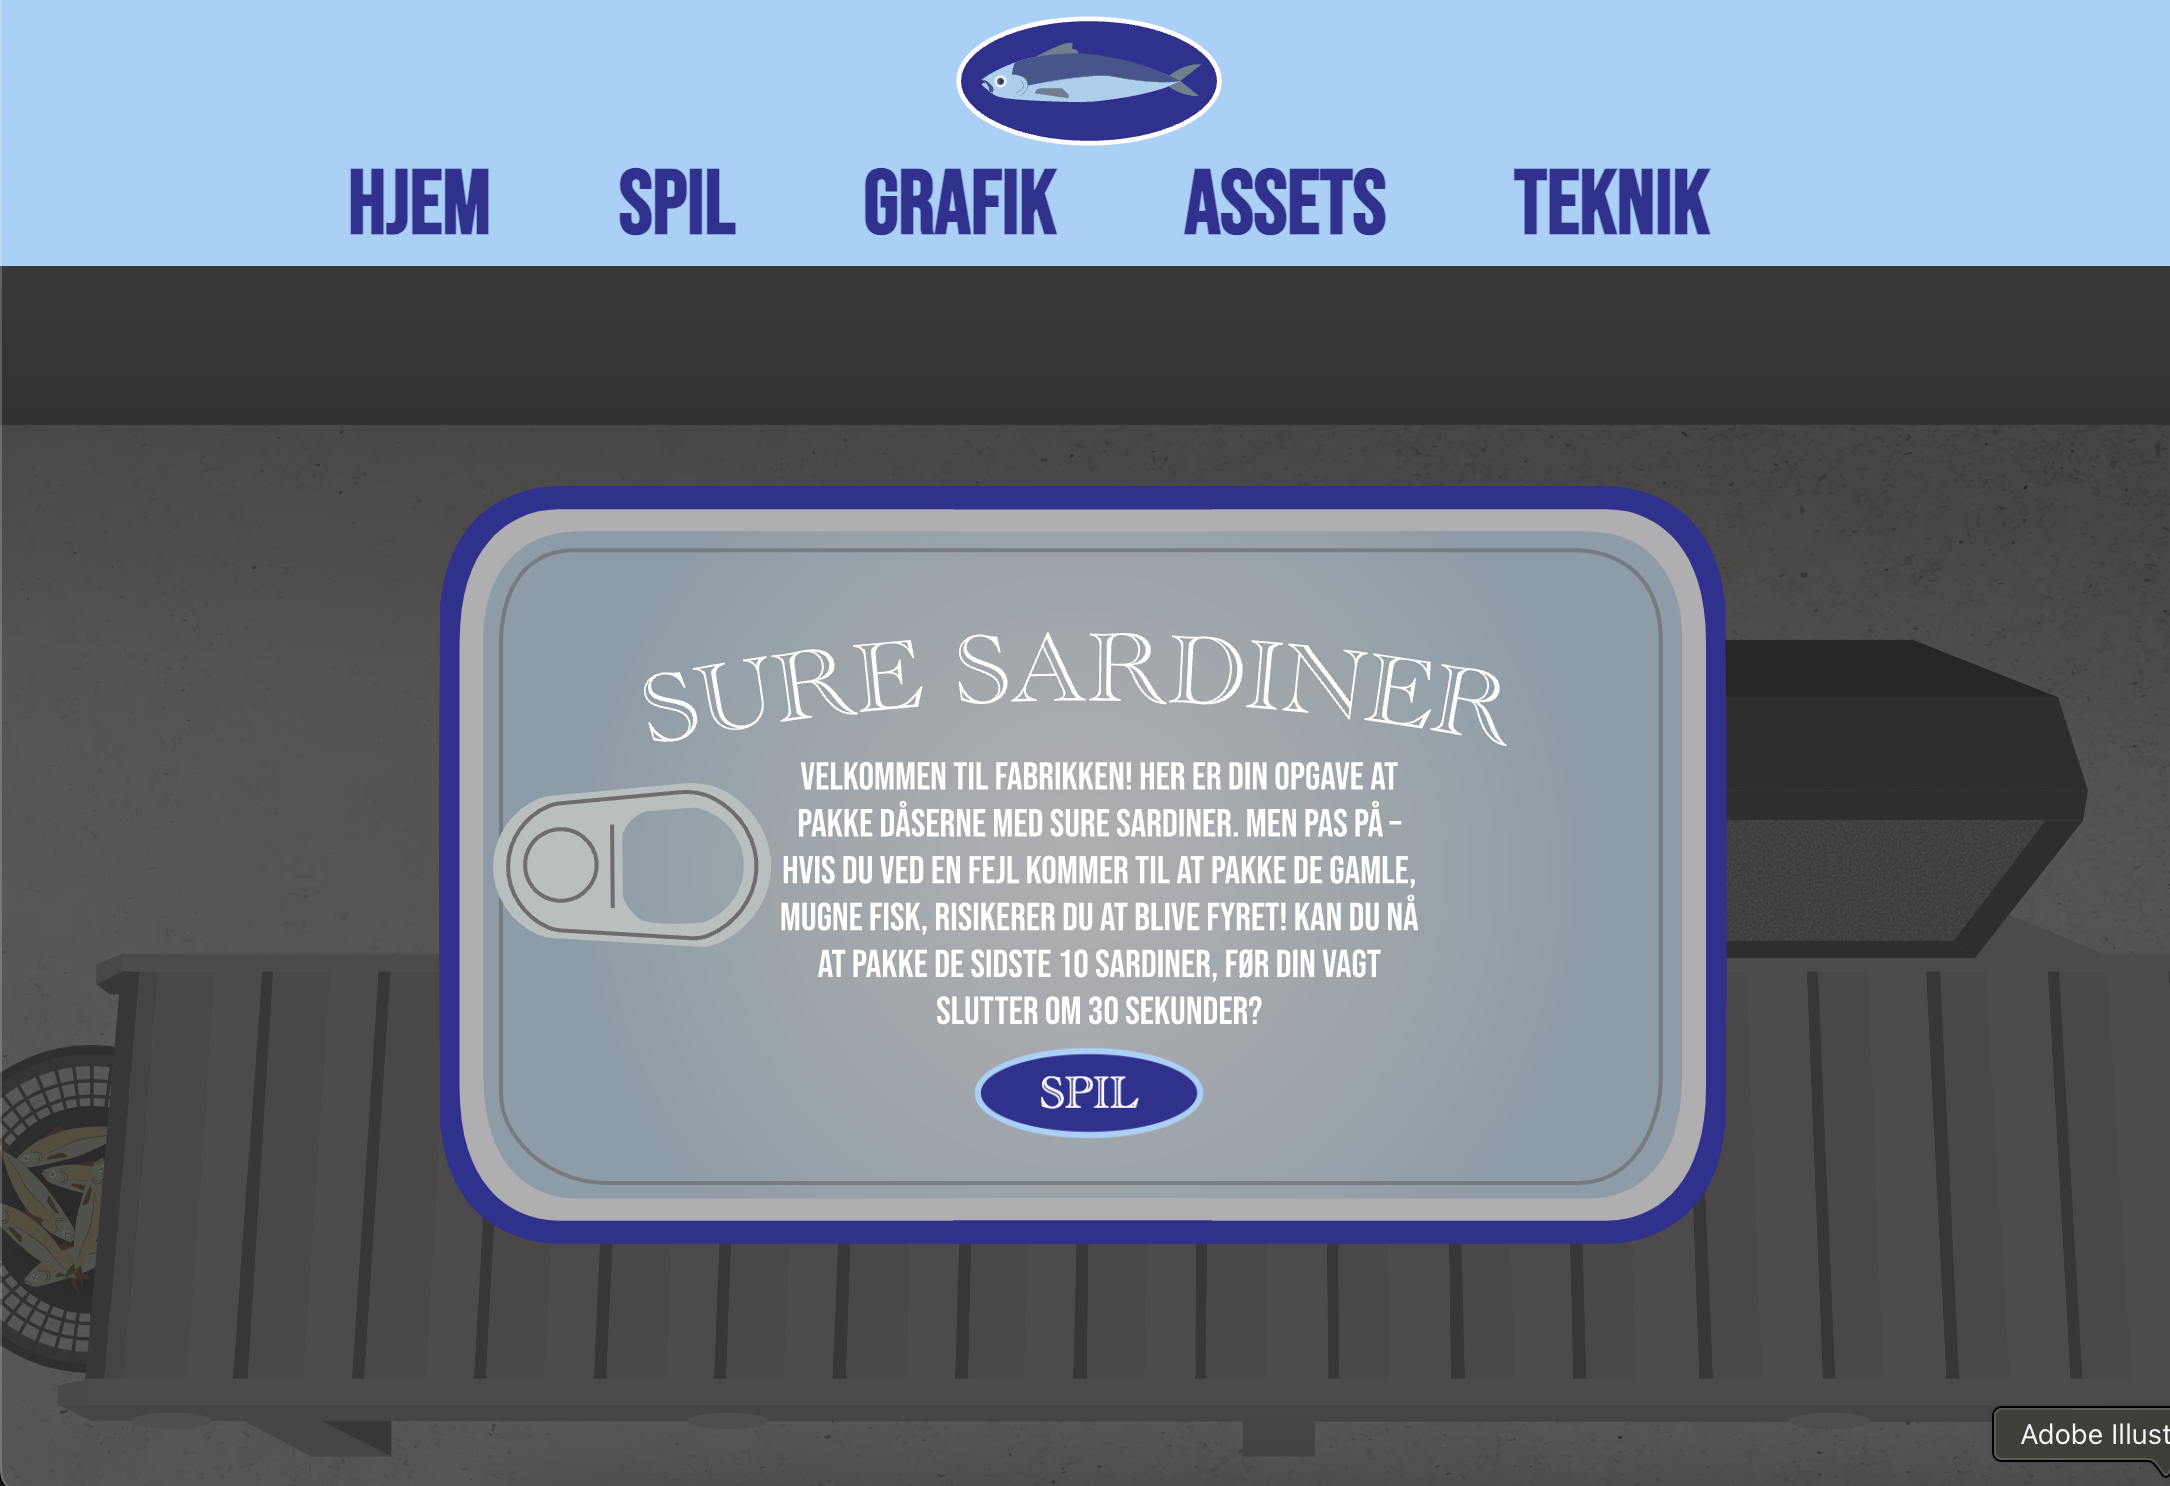 HJEM SPIL GRAFIK ASSETS TEKNIK
SURE SARDINER
VELKOMMEN TIL FABRIKKEN! HER ER DIN OPGAVE AT
PAKKE DÅSERNE MED SURE SARDINER. MEN PAS PÅ –
HVIS DU VED EN FEJL KOMMER TIL AT PAKKE DE GAMLE,
MUGNE FISK, RISIKERER DU AT BLIVE FYRET! KAN DU NÅ
AT PAKKE DE SIDSTE 10 SARDINER, FØR DIN VAGT
SLUTTER OM 30 SEKUNDER?
SPIL
Adobe Illust